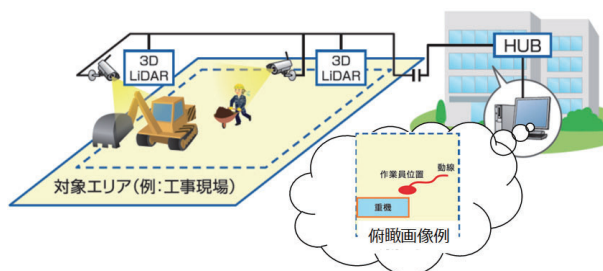 3D
LiDAR
3D
LiDAR
HUB
対象エリア(例:工事現場)
作業員位置
動線
重機
俯瞰画像例